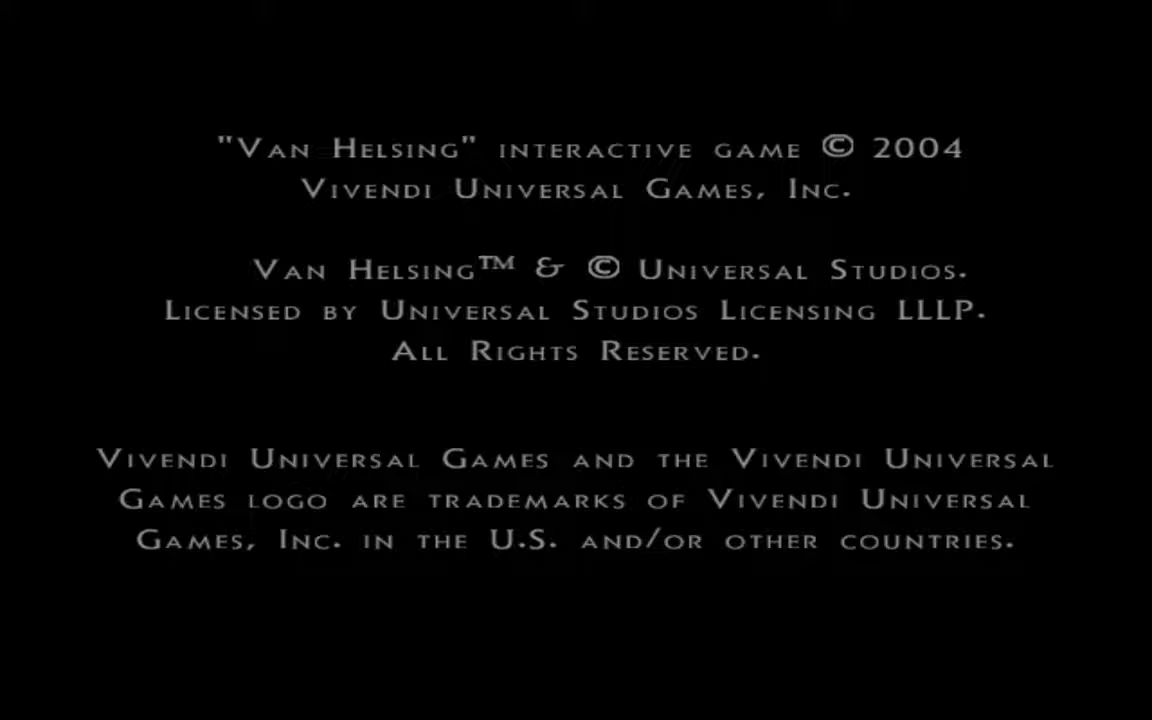 "Van Helsing" interactive game © 2004
Vivendi Universal Games, Inc.
Van Helsing™ & © Universal Studios.
Licensed by Universal Studios Licensing LLLP.
All Rights Reserved.
Vivendi Universal Games and the Vivendi Universal
Games logo are trademarks of Vivendi Universal
Games, Inc. in the U.S. and/or other countries.